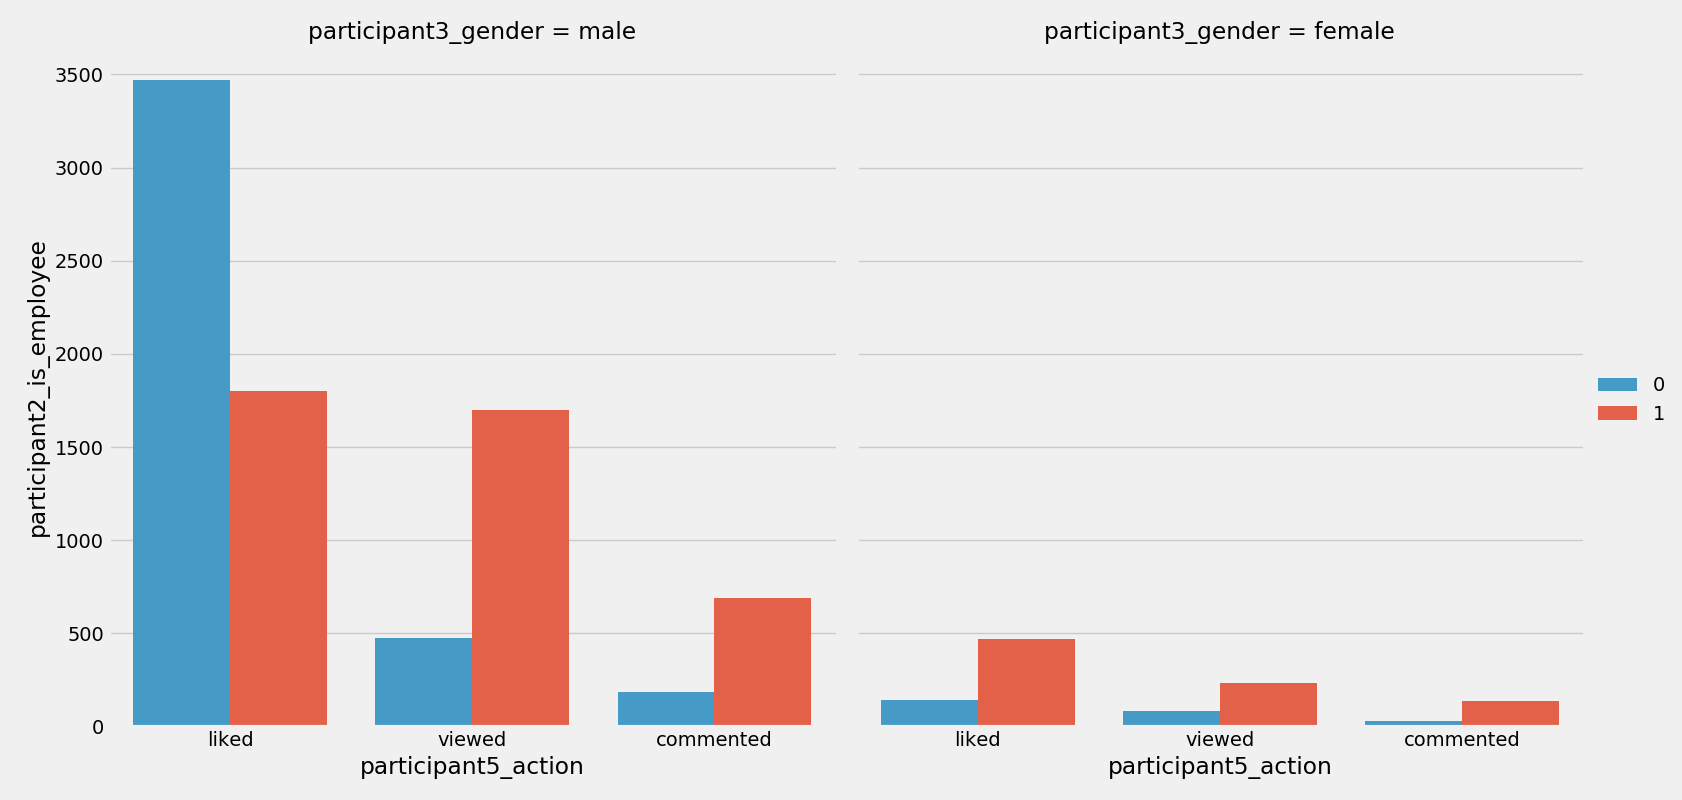 participant3_gender = male
participant3_gender = female
participant2_is_employee
3500
3000
2500
2000
1500
1000
500
0
liked viewed commented
participant5_action
liked viewed commented
participant5_action
0
1